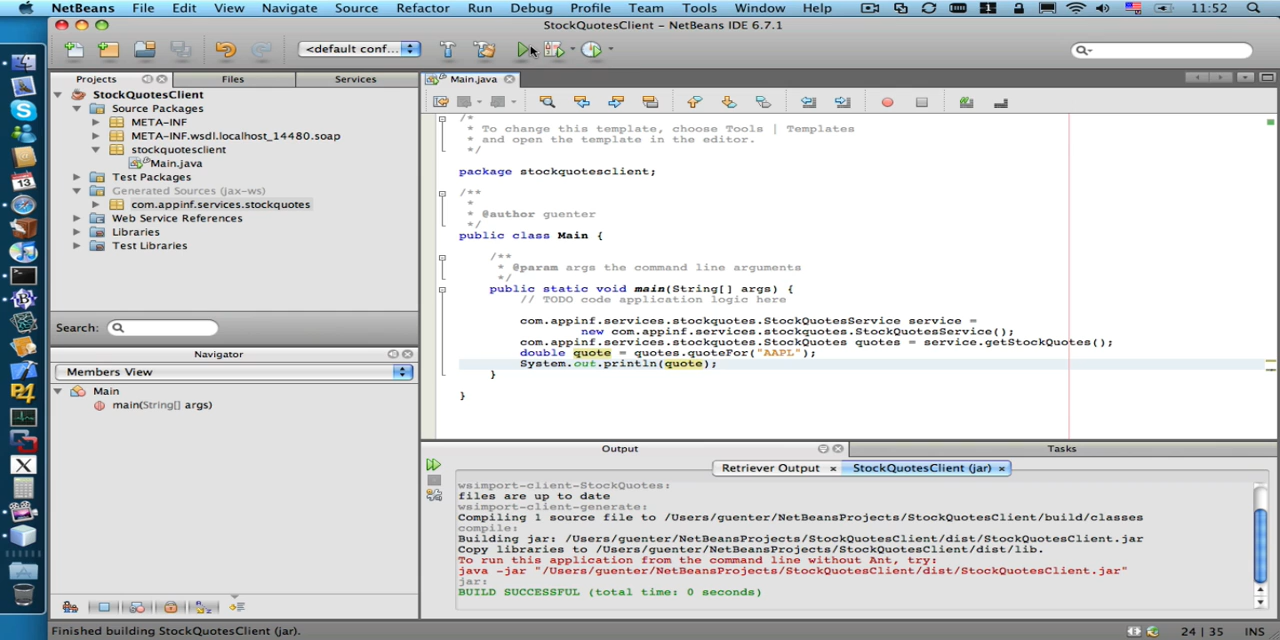 NetBeans File Edit View Navigate Source Refactor Run Debug Profile Team Tools Window Help 11:52
StockQuotesClient – NetBeans IDE 6.7.1
<default conf...
Projects Files Services
StockQuotesClient
Source Packages
META-INF
META-INF.wsdl.localhost_14480.soap
stockquotesclient
Main.java
Test Packages
Generated Sources (jax-ws)
com.appinf.services.stockquotes
Web Service References
Libraries
Test Libraries
Search:
Navigator
Members View
Main
main(String[] args)
Main.java
/*
* To change this template, choose Tools | Templates
* and open the template in the editor.
*/
package stockquotesclient;
/**
*
* @author guenter
*/
public class Main {
/**
* @param args the command line arguments
*/
public static void main(String[] args) {
// TODO code application logic here
com.appinf.services.stockquotes.StockQuotesService service =
new com.appinf.services.stockquotes.StockQuotesService();
com.appinf.services.stockquotes.StockQuotes quotes = service.getStockQuotes();
double quote = quotes.quoteFor("AAPL");
System.out.println(quote);
}
}
Output Tasks
Retriever Output × StockQuotesClient (jar) ×
wsimport-client-StockQuotes:
files are up to date
wsimport-client-generate:
Compiling 1 source file to /Users/guenter/NetBeansProjects/StockQuotesClient/build/classes
compile:
Building jar: /Users/guenter/NetBeansProjects/StockQuotesClient/dist/StockQuotesClient.jar
Copy libraries to /Users/guenter/NetBeansProjects/StockQuotesClient/dist/lib.
To run this application from the command line without Ant, try:
java -jar "/Users/guenter/NetBeansProjects/StockQuotesClient/dist/StockQuotesClient.jar"
jar:
BUILD SUCCESSFUL (total time: 0 seconds)
Finished building StockQuotesClient (jar). 24 | 35 INS